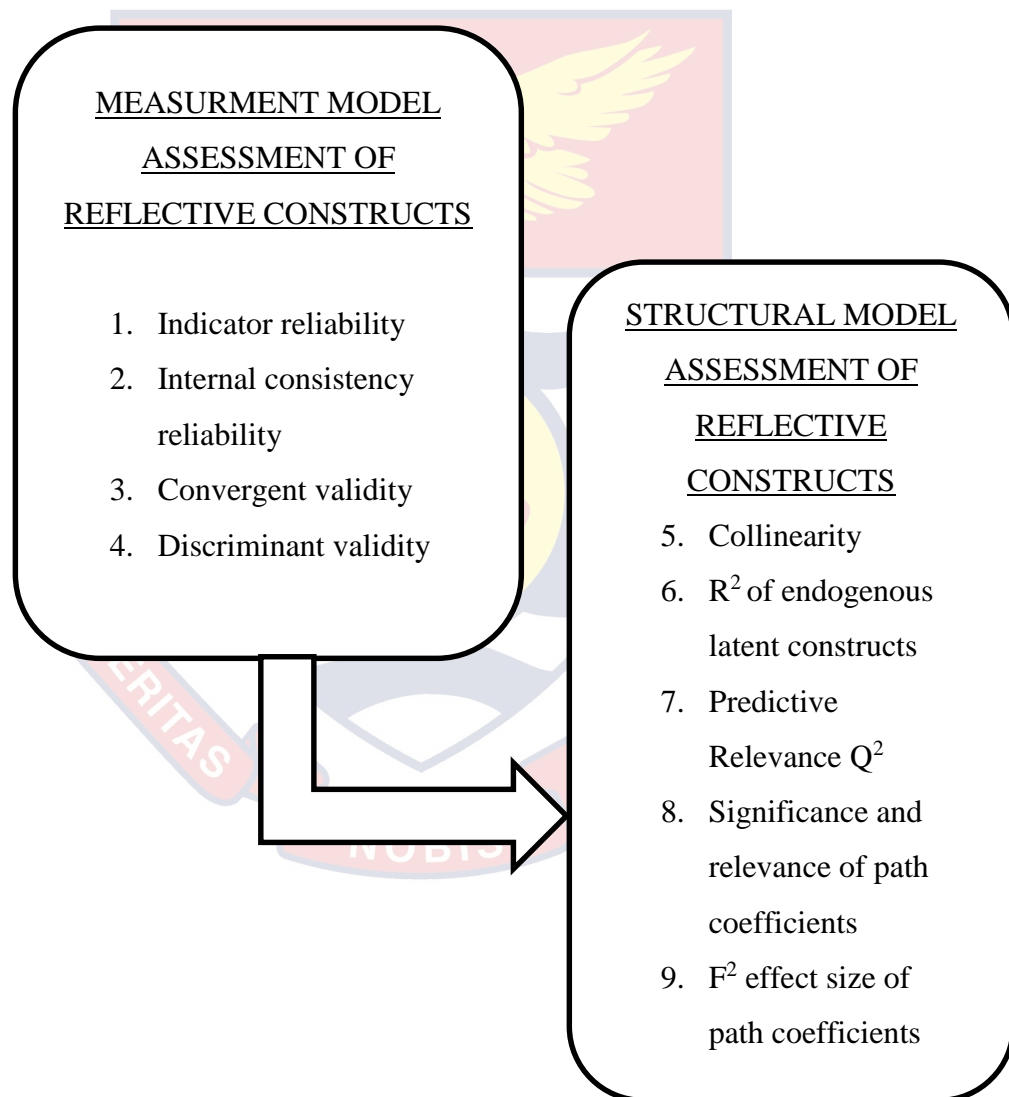 MEASURMENT MODEL
ASSESSMENT OF
REFLECTIVE CONSTRUCTS
1. Indicator reliability
2. Internal consistency
reliability
3. Convergent validity
4. Discriminant validity
STRUCTURAL MODEL
ASSESSMENT OF
REFLECTIVE
CONSTRUCTS
5. Collinearity
6. R² of endogenous
latent constructs
7. Predictive
Relevance Q²
8. Significance and
relevance of path
coefficients
9. F² effect size of
path coefficients
ERITAS
NOBIS